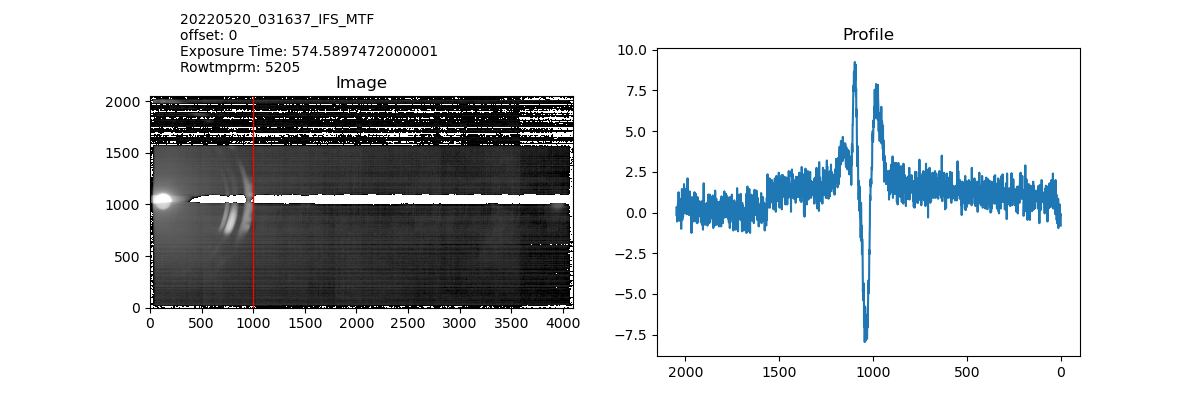 20220520_031637_IFS_MTF
offset: 0
Exposure Time: 574.5897472000001
Rowtmprm: 5205
Image
2000
1500
1000
500
0
0 500 1000 1500 2000 2500 3000 3500 4000
Profile
10.0
7.5
5.0
2.5
0.0
−2.5
−5.0
−7.5
2000 1500 1000 500 0